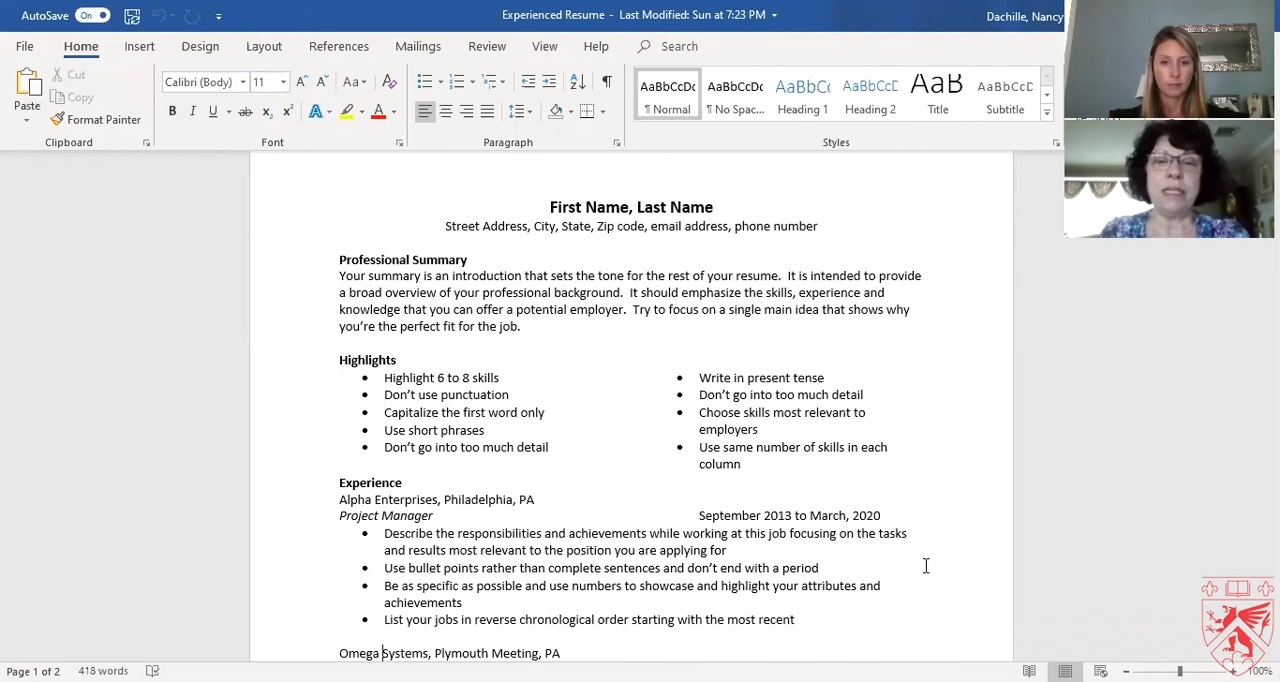 AutoSave On Experienced Resume - Last Modified: Sun at 7:23 PM Dachille, Nancy
File Home Insert Design Layout References Mailings Review View Help Search
Paste
Cut
Copy
Format Painter
Clipboard
Calibri (Body) 11
Font
Paragraph
AaBbCcDc AaBbCcDc AaBbCc AaBbCcD AaB AaBbCcD
¶ Normal ¶ No Spac... Heading 1 Heading 2 Title Subtitle
Styles
First Name, Last Name
Street Address, City, State, Zip code, email address, phone number
Professional Summary
Your summary is an introduction that sets the tone for the rest of your resume. It is intended to provide
a broad overview of your professional background. It should emphasize the skills, experience and
knowledge that you can offer a potential employer. Try to focus on a single main idea that shows why
you're the perfect fit for the job.
Highlights
• Highlight 6 to 8 skills
• Don't use punctuation
• Capitalize the first word only
• Use short phrases
• Don't go into too much detail
• Write in present tense
• Don't go into too much detail
• Choose skills most relevant to
employers
• Use same number of skills in each
column
Experience
Alpha Enterprises, Philadelphia, PA
Project Manager September 2013 to March, 2020
• Describe the responsibilities and achievements while working at this job focusing on the tasks
and results most relevant to the position you are applying for
• Use bullet points rather than complete sentences and don't end with a period
• Be as specific as possible and use numbers to showcase and highlight your attributes and
achievements
• List your jobs in reverse chronological order starting with the most recent
Omega Systems, Plymouth Meeting, PA
Page 1 of 2 418 words 100%